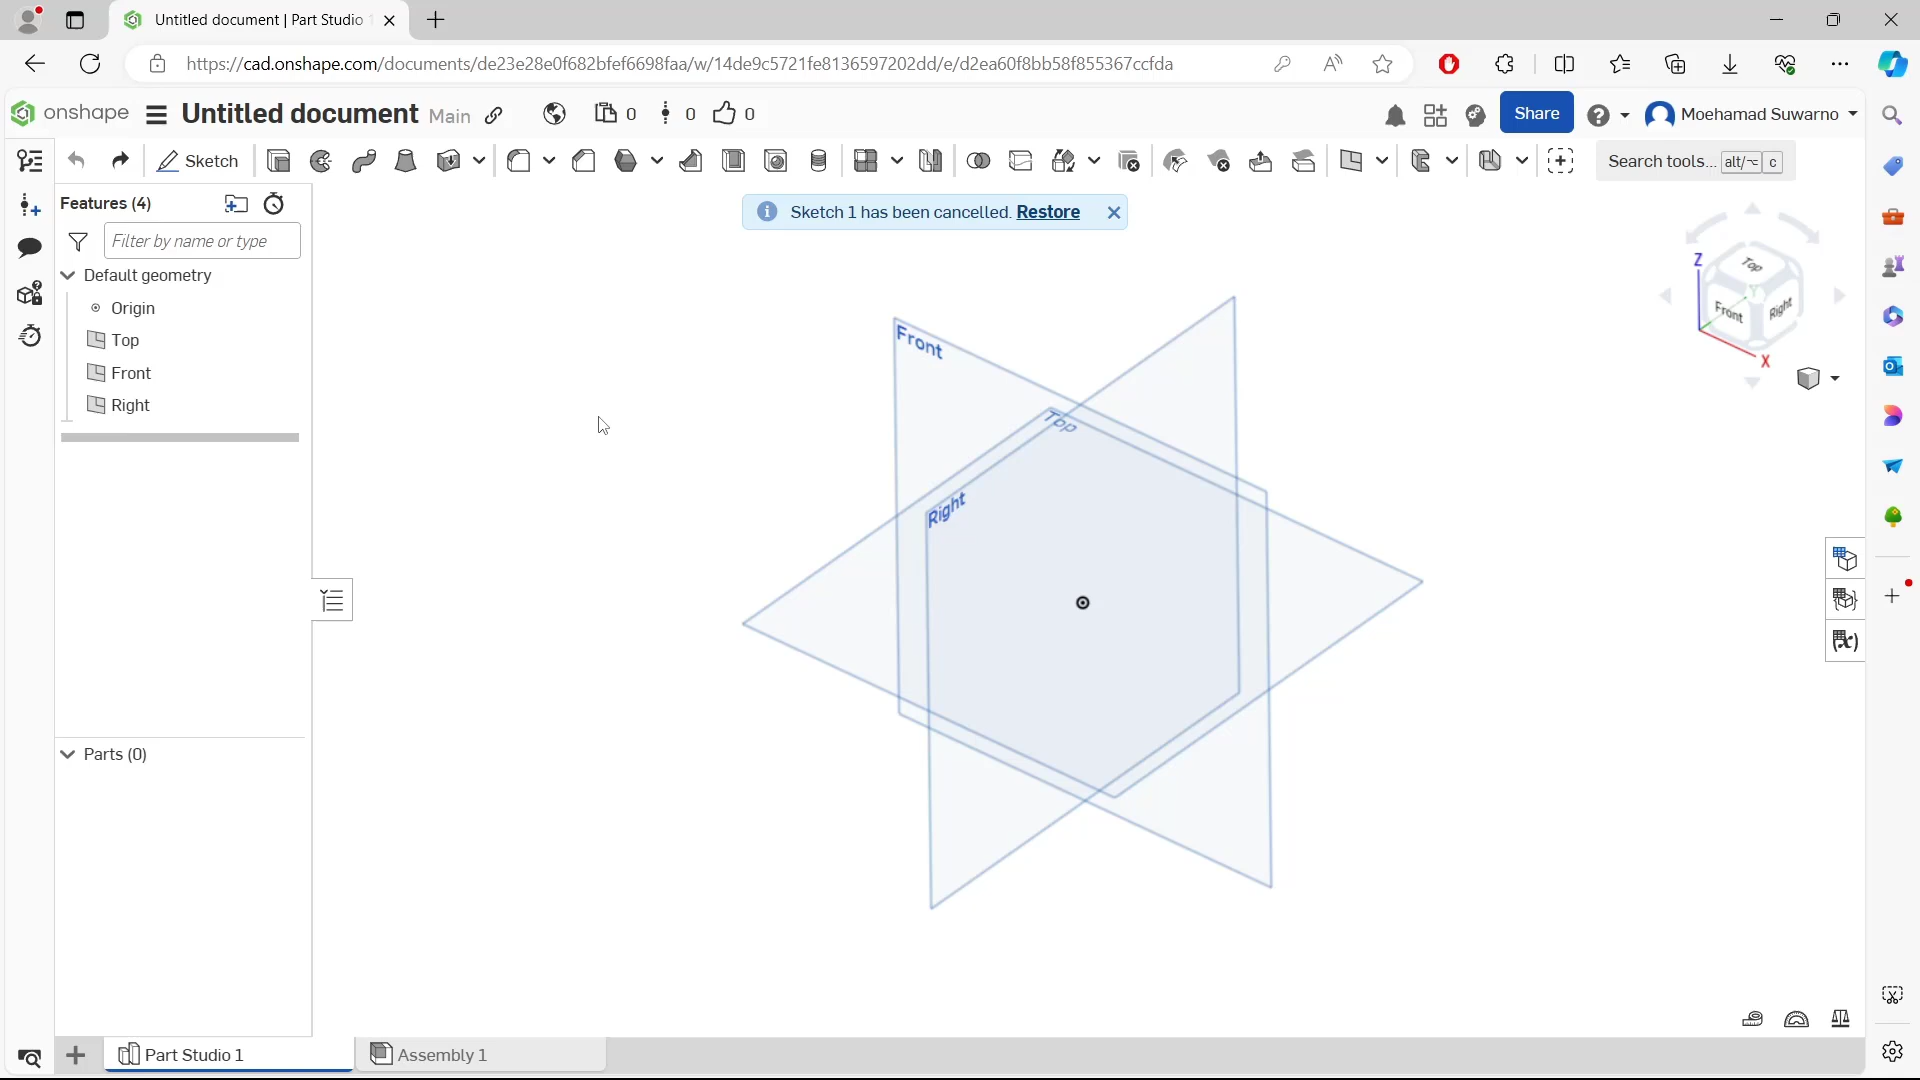 Untitled document | Part Studio 1
https://cad.onshape.com/documents/de23e28e0f682bfef6698faa/w/14de9c5721fe8136597202dd/e/d2ea60f8bb58f855367ccfda
onshape Untitled document Main 0 0 0 Share Moehamad Suwarno
Sketch Search tools... alt/⌥ c
Features (4)
Sketch 1 has been cancelled. Restore
Filter by name or type
Default geometry
Origin
Top
Front
Right
Front
Top
Right
Z
Top
Front
Right
X
Parts (0)
Part Studio 1
Assembly 1